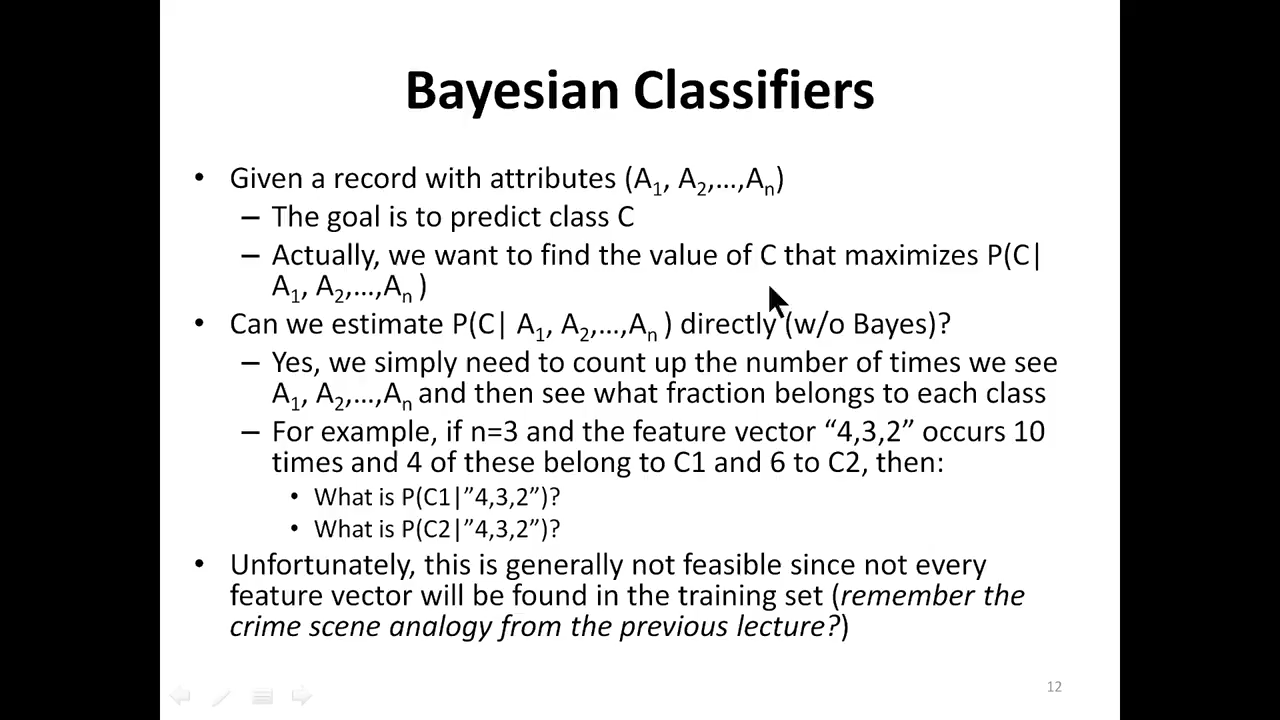 Bayesian Classifiers
• Given a record with attributes (A1, A2,…,An)
– The goal is to predict class C
– Actually, we want to find the value of C that maximizes P(C|
A1, A2,…,An )
• Can we estimate P(C| A1, A2,…,An ) directly (w/o Bayes)?
– Yes, we simply need to count up the number of times we see
A1, A2,…,An and then see what fraction belongs to each class
– For example, if n=3 and the feature vector “4,3,2” occurs 10
times and 4 of these belong to C1 and 6 to C2, then:
• What is P(C1|”4,3,2”)?
• What is P(C2|”4,3,2”)?
• Unfortunately, this is generally not feasible since not every
feature vector will be found in the training set (remember the
crime scene analogy from the previous lecture?)
12